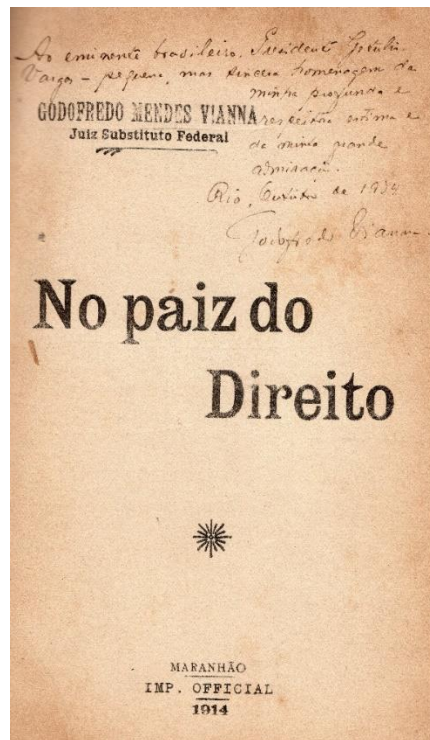 Ao eminente brasileiro, Presidente Getulio
Vargas - pequena, mas sincera homenagem da
minha profunda e
GODOFREDO MENDES VIANNA
respeitosa estima e
Juiz Substituto Federal
de minha grande
admiração.
Rio, Outubro de 1934
Godofredo Vianna
No paiz do
Direito
MARANHÃO
IMP. OFFICIAL
1914